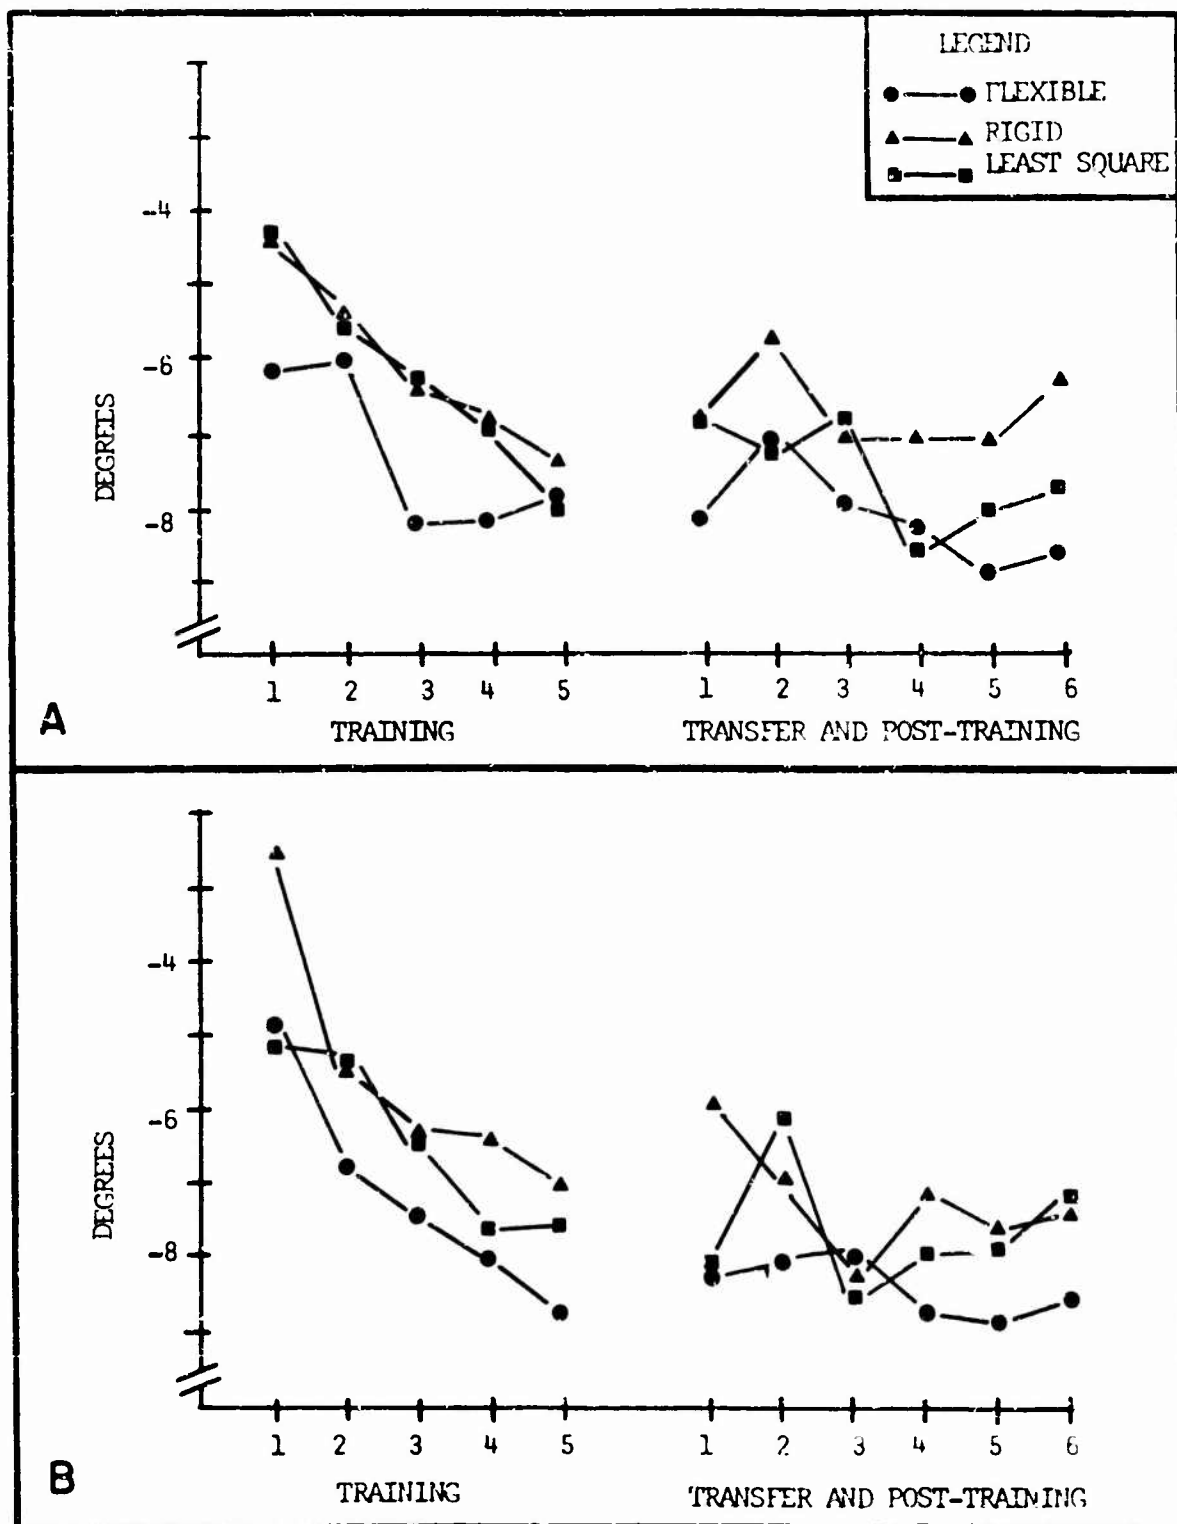 LEGEND
FLEXIBLE
RIGID
LEAST SQUARE
-4
-6
-8
DEGREES
1 2 3 4 5
1 2 3 4 5 6
TRAINING
TRANSFER AND POST-TRAINING
A
-4
-6
-8
DEGREES
1 2 3 4 5
1 2 3 4 5 6
TRAINING
TRANSFER AND POST-TRAINING
B